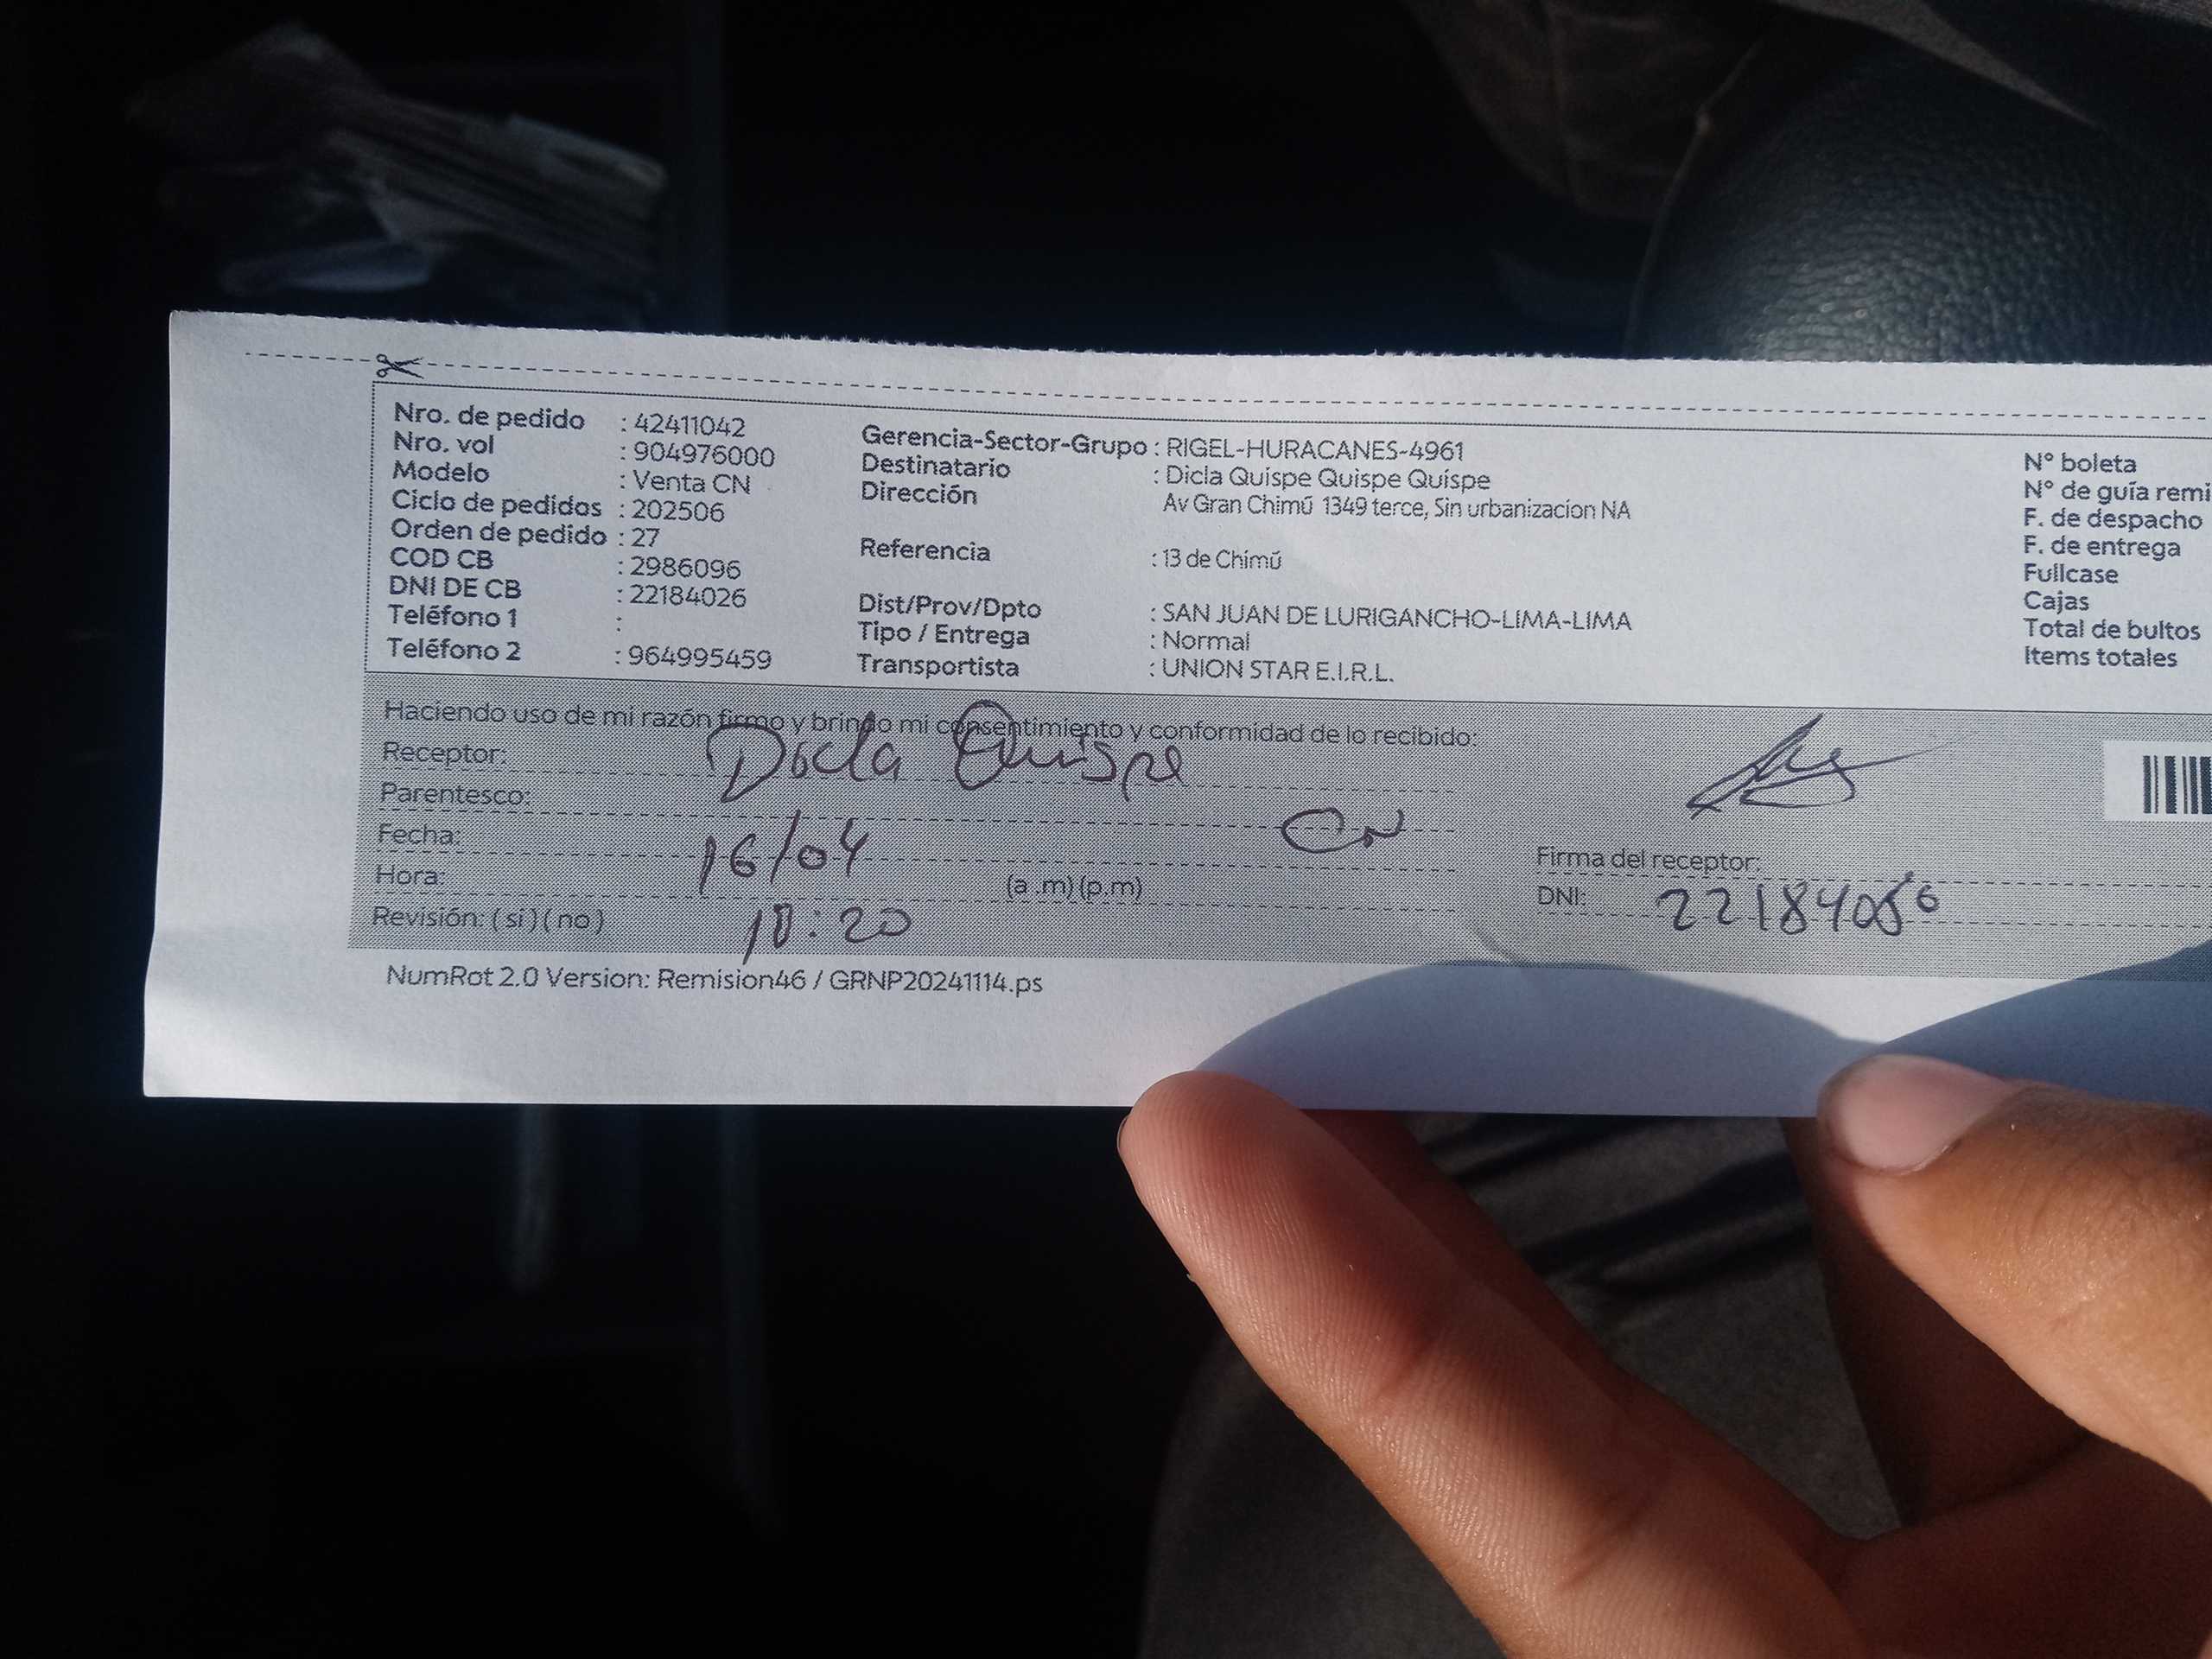 Nro. de pedido : 42411042
Nro. vol : 904976000
Modelo : Venta CN
Ciclo de pedidos : 202506
Orden de pedido : 27
COD CB : 2986096
DNI DE CB : 22184026
Teléfono 1 :
Teléfono 2 : 964995459
Gerencia-Sector-Grupo : RIGEL-HURACANES-4961
Destinatario : Dicla Quispe Quispe Quispe
Dirección Av Gran Chimú 1349 terce, Sin urbanizacion NA
Referencia : 13 de Chimú
Dist/Prov/Dpto : SAN JUAN DE LURIGANCHO-LIMA-LIMA
Tipo / Entrega : Normal
Transportista : UNION STAR E.I.R.L.
N° boleta
N° de guía remi
F. de despacho
F. de entrega
Fullcase
Cajas
Total de bultos
Items totales
Haciendo uso de mi razón firmo y brindo mi consentimiento y conformidad de lo recibido:
Receptor: Dicla Quispe
Parentesco: CN
Fecha: 16/04
Hora: (a.m) (p.m)
Revisión: ( si ) ( no ) 18:20
Firma del receptor:
DNI:
NumRot 2.0 Version: Remision46 / GRNP20241114.ps